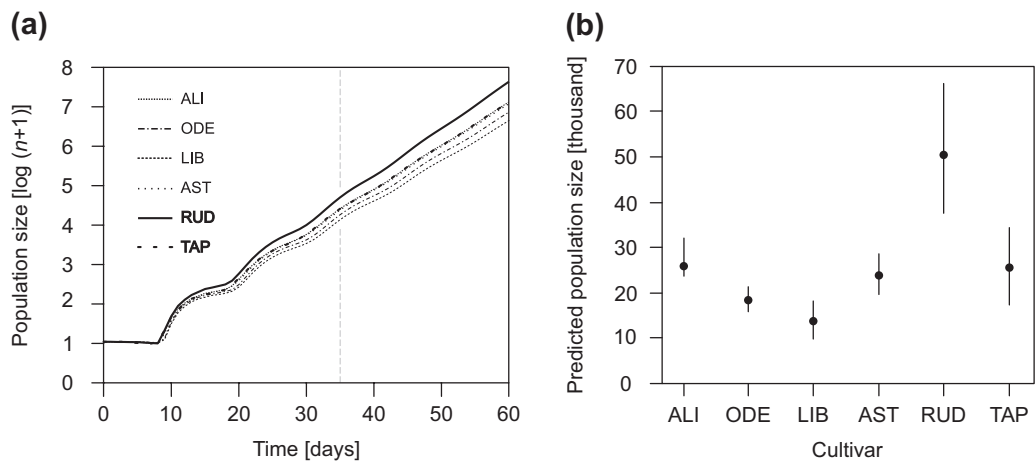 (a)
Population size [log (n+1)]
8
7
6
5
4
3
2
1
0
ALI
ODE
LIB
AST
RUD
TAP
0 10 20 30 40 50 60
Time [days]
(b)
Predicted population size [thousand]
70
60
50
40
30
20
10
0
ALI ODE LIB AST RUD TAP
Cultivar